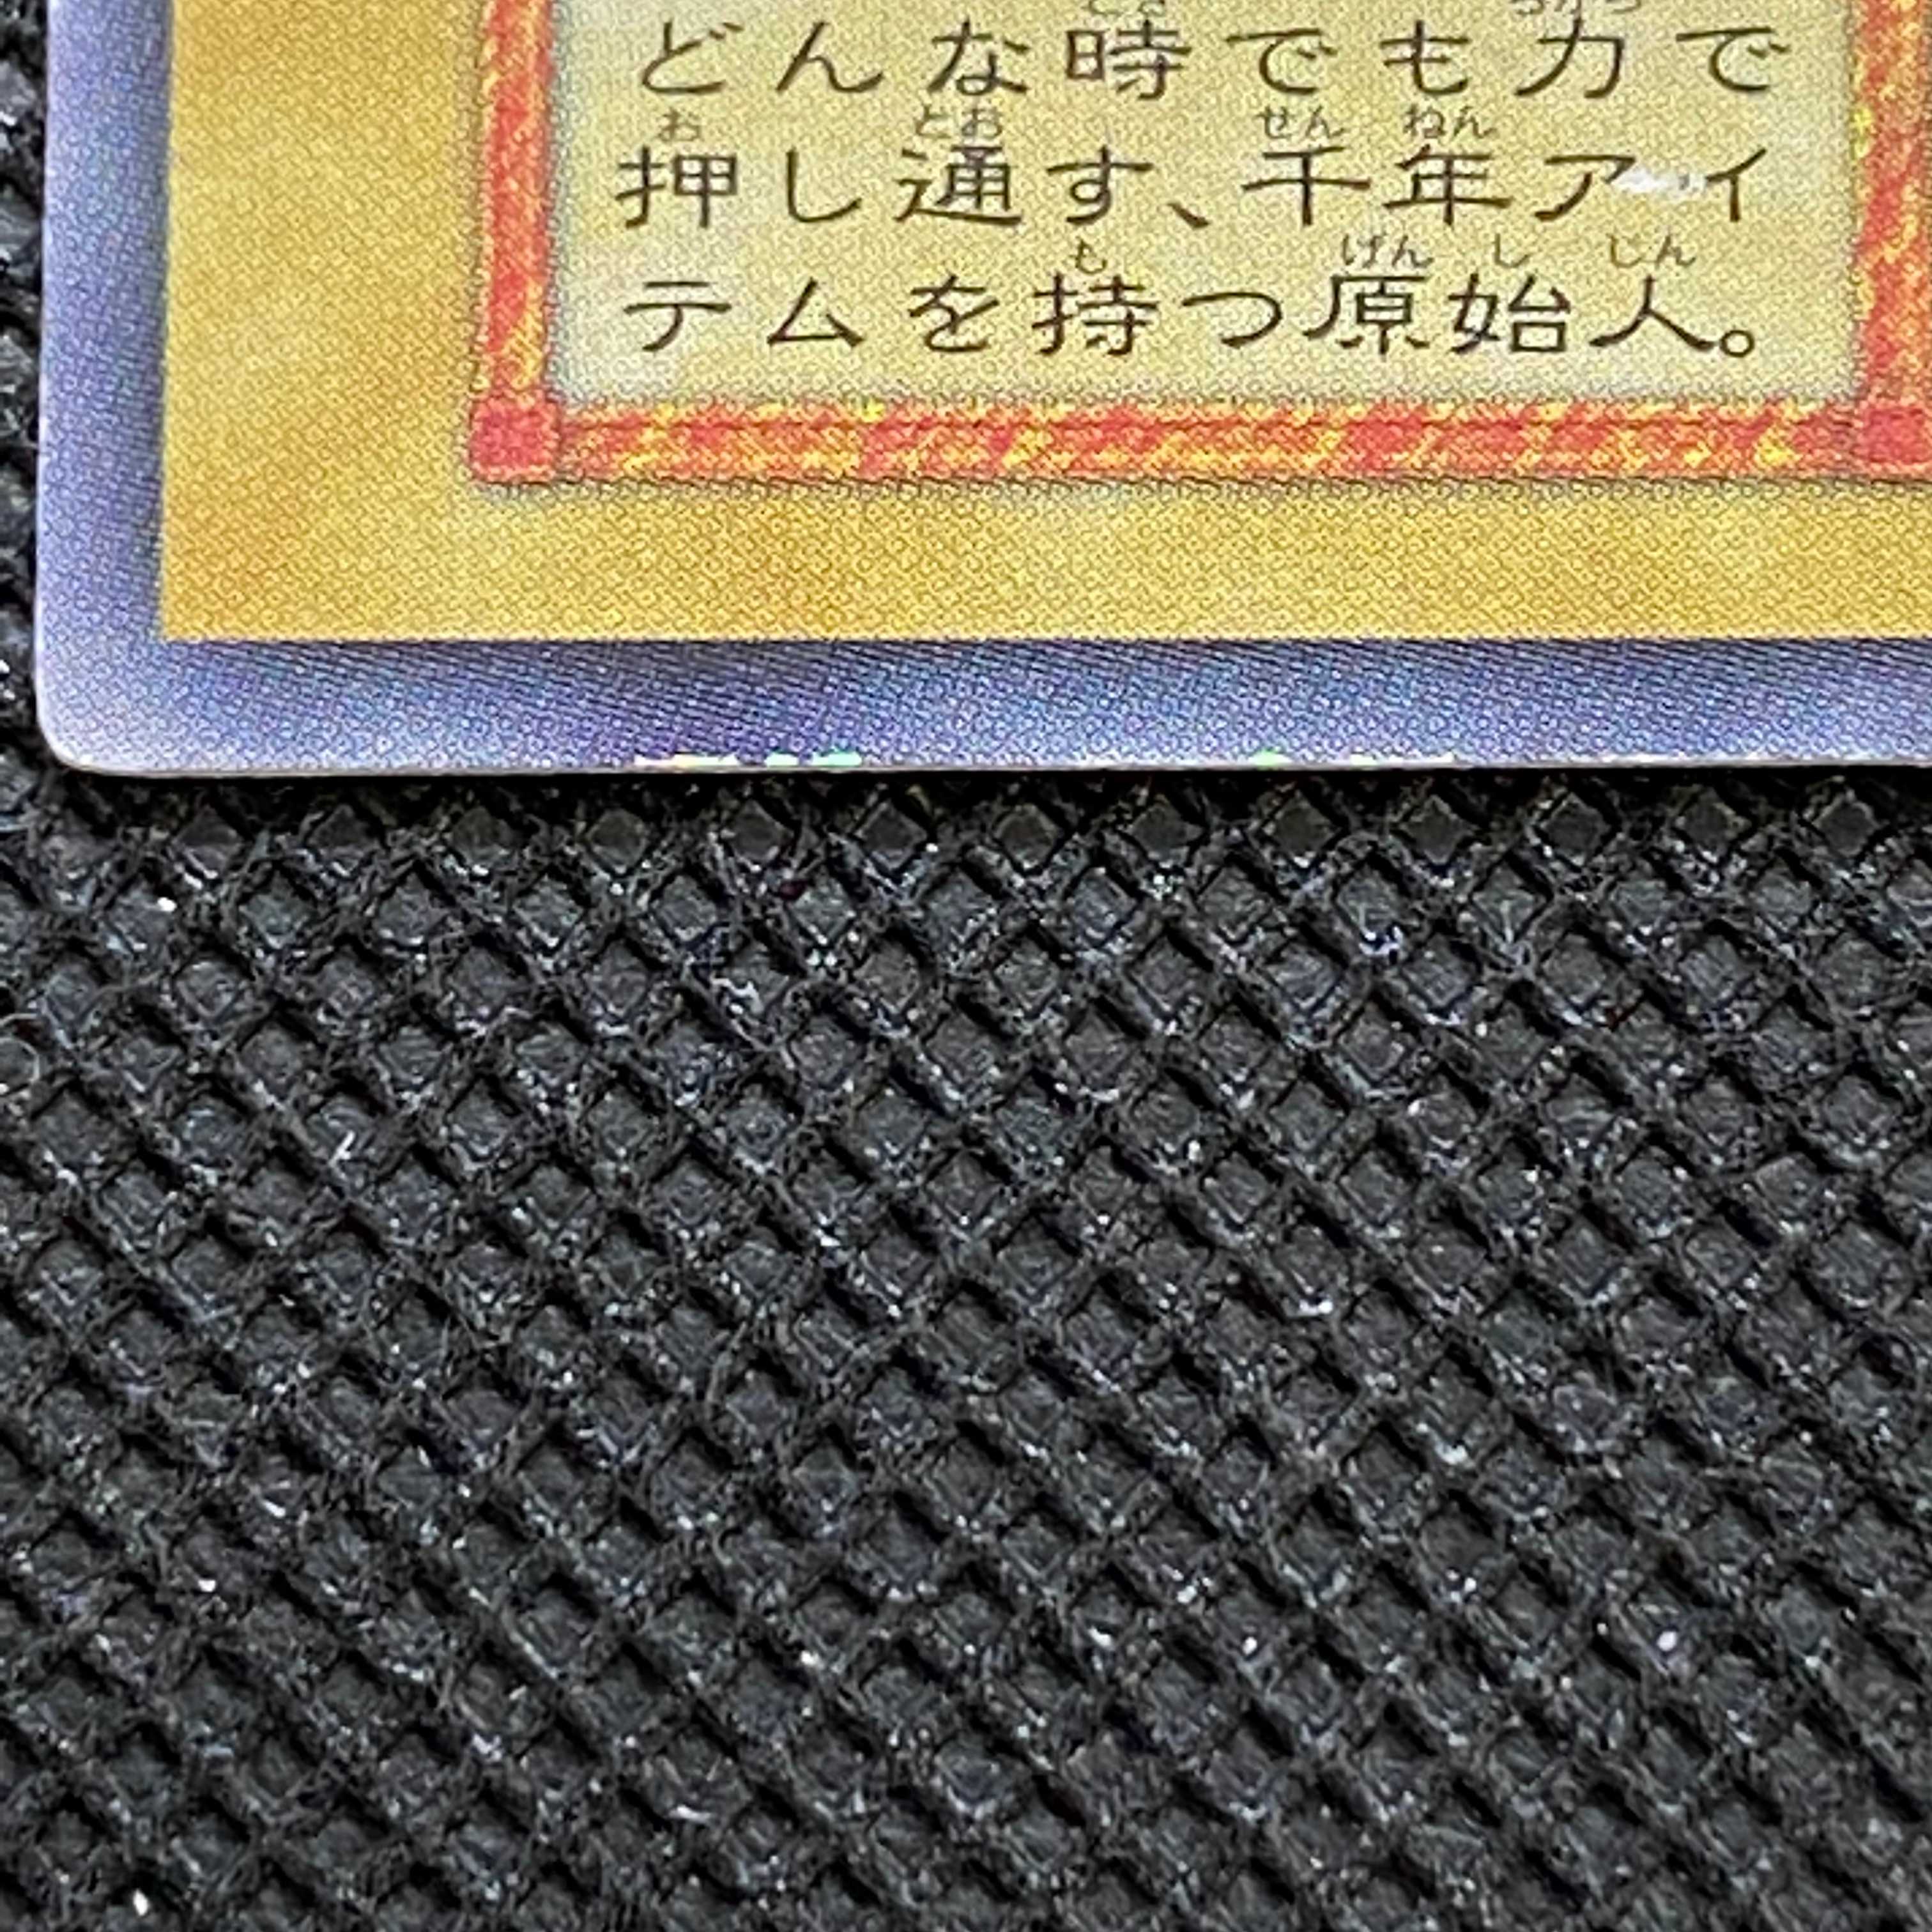 どんな時でも力で
押し通す、千年アイ
テムを持つ原始人。